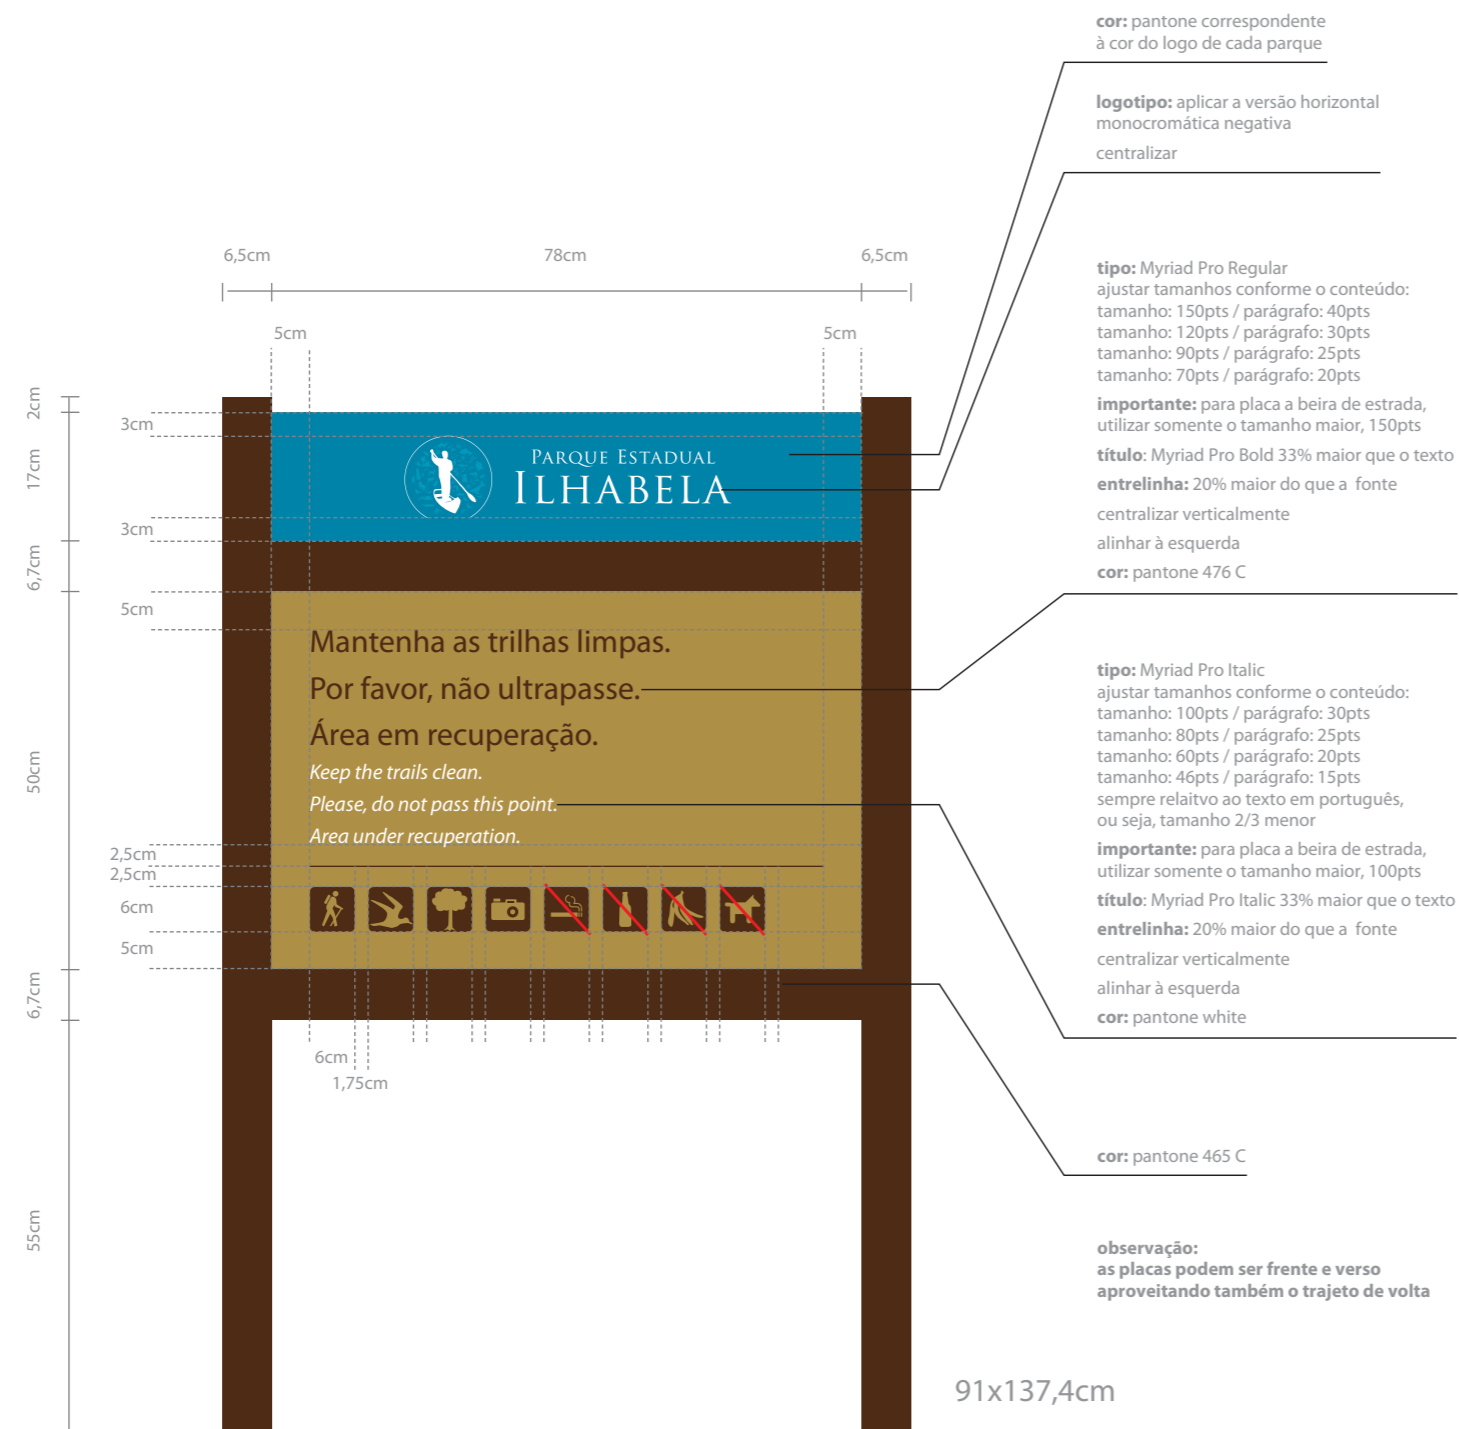 cor: pantone correspondente
à cor do logo de cada parque
logotipo: aplicar a versão horizontal
monocromática negativa
centralizar
6,5cm
78cm
6,5cm
5cm
5cm
tipo: Myriad Pro Regular
ajustar tamanhos conforme o conteúdo:
tamanho: 150pts / parágrafo: 40pts
tamanho: 120pts / parágrafo: 30pts
tamanho: 90pts / parágrafo: 25pts
tamanho: 70pts / parágrafo: 20pts
importante: para placa a beira de estrada,
utilizar somente o tamanho maior, 150pts
título: Myriad Pro Bold 33% maior que o texto
entrelinha: 20% maior do que a fonte
centralizar verticalmente
alinhar à esquerda
cor: pantone 476 C
2cm
17cm
6,7cm
50cm
6,7cm
55cm
3cm
3cm
5cm
2,5cm
2,5cm
6cm
5cm
PARQUE ESTADUAL
ILHABELA
Mantenha as trilhas limpas.
Por favor, não ultrapasse.
Área em recuperação.
Keep the trails clean.
Please, do not pass this point.
Area under recuperation.
6cm
1,75cm
tipo: Myriad Pro Italic
ajustar tamanhos conforme o conteúdo:
tamanho: 100pts / parágrafo: 30pts
tamanho: 80pts / parágrafo: 25pts
tamanho: 60pts / parágrafo: 20pts
tamanho: 46pts / parágrafo: 15pts
sempre relaitvo ao texto em português,
ou seja, tamanho 2/3 menor
importante: para placa a beira de estrada,
utilizar somente o tamanho maior, 100pts
título: Myriad Pro Italic 33% maior que o texto
entrelinha: 20% maior do que a fonte
centralizar verticalmente
alinhar à esquerda
cor: pantone white
cor: pantone 465 C
observação:
as placas podem ser frente e verso
aproveitando também o trajeto de volta
91x137,4cm